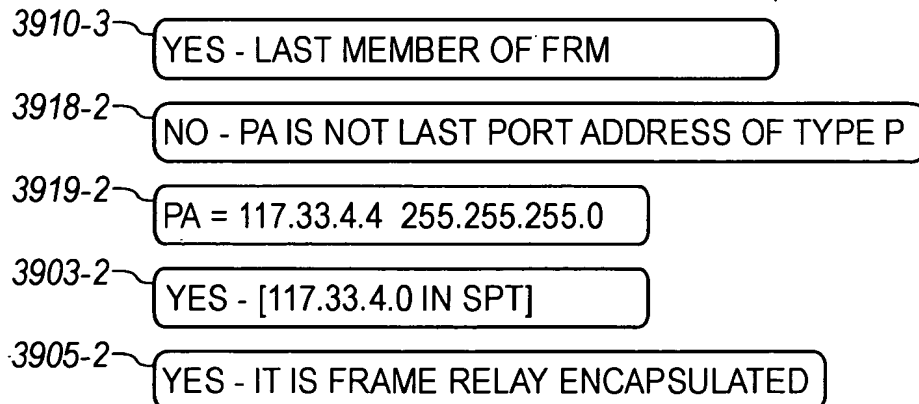 3910-3
YES - LAST MEMBER OF FRM
3918-2
NO - PA IS NOT LAST PORT ADDRESS OF TYPE P
3919-2
PA = 117.33.4.4 255.255.255.0
3903-2
YES - [117.33.4.0 IN SPT]
3905-2
YES - IT IS FRAME RELAY ENCAPSULATED